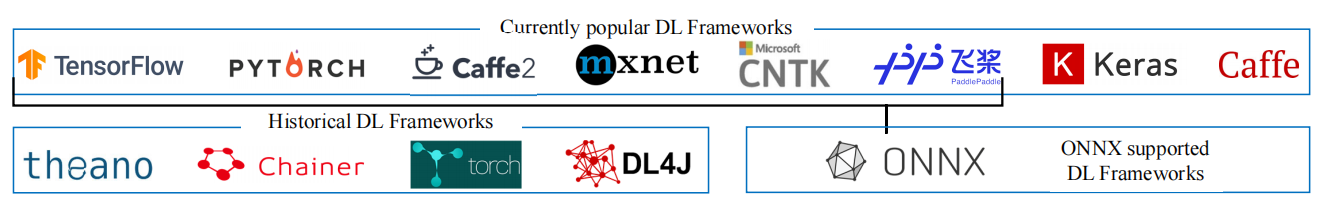 Currently popular DL Frameworks
TensorFlow
PYTORCH
Caffe2
mxnet
Microsoft
CNTK
飞桨
PaddlePaddle
K Keras
Caffe
Historical DL Frameworks
theano
Chainer
torch
DL4J
ONNX
ONNX supported
DL Frameworks